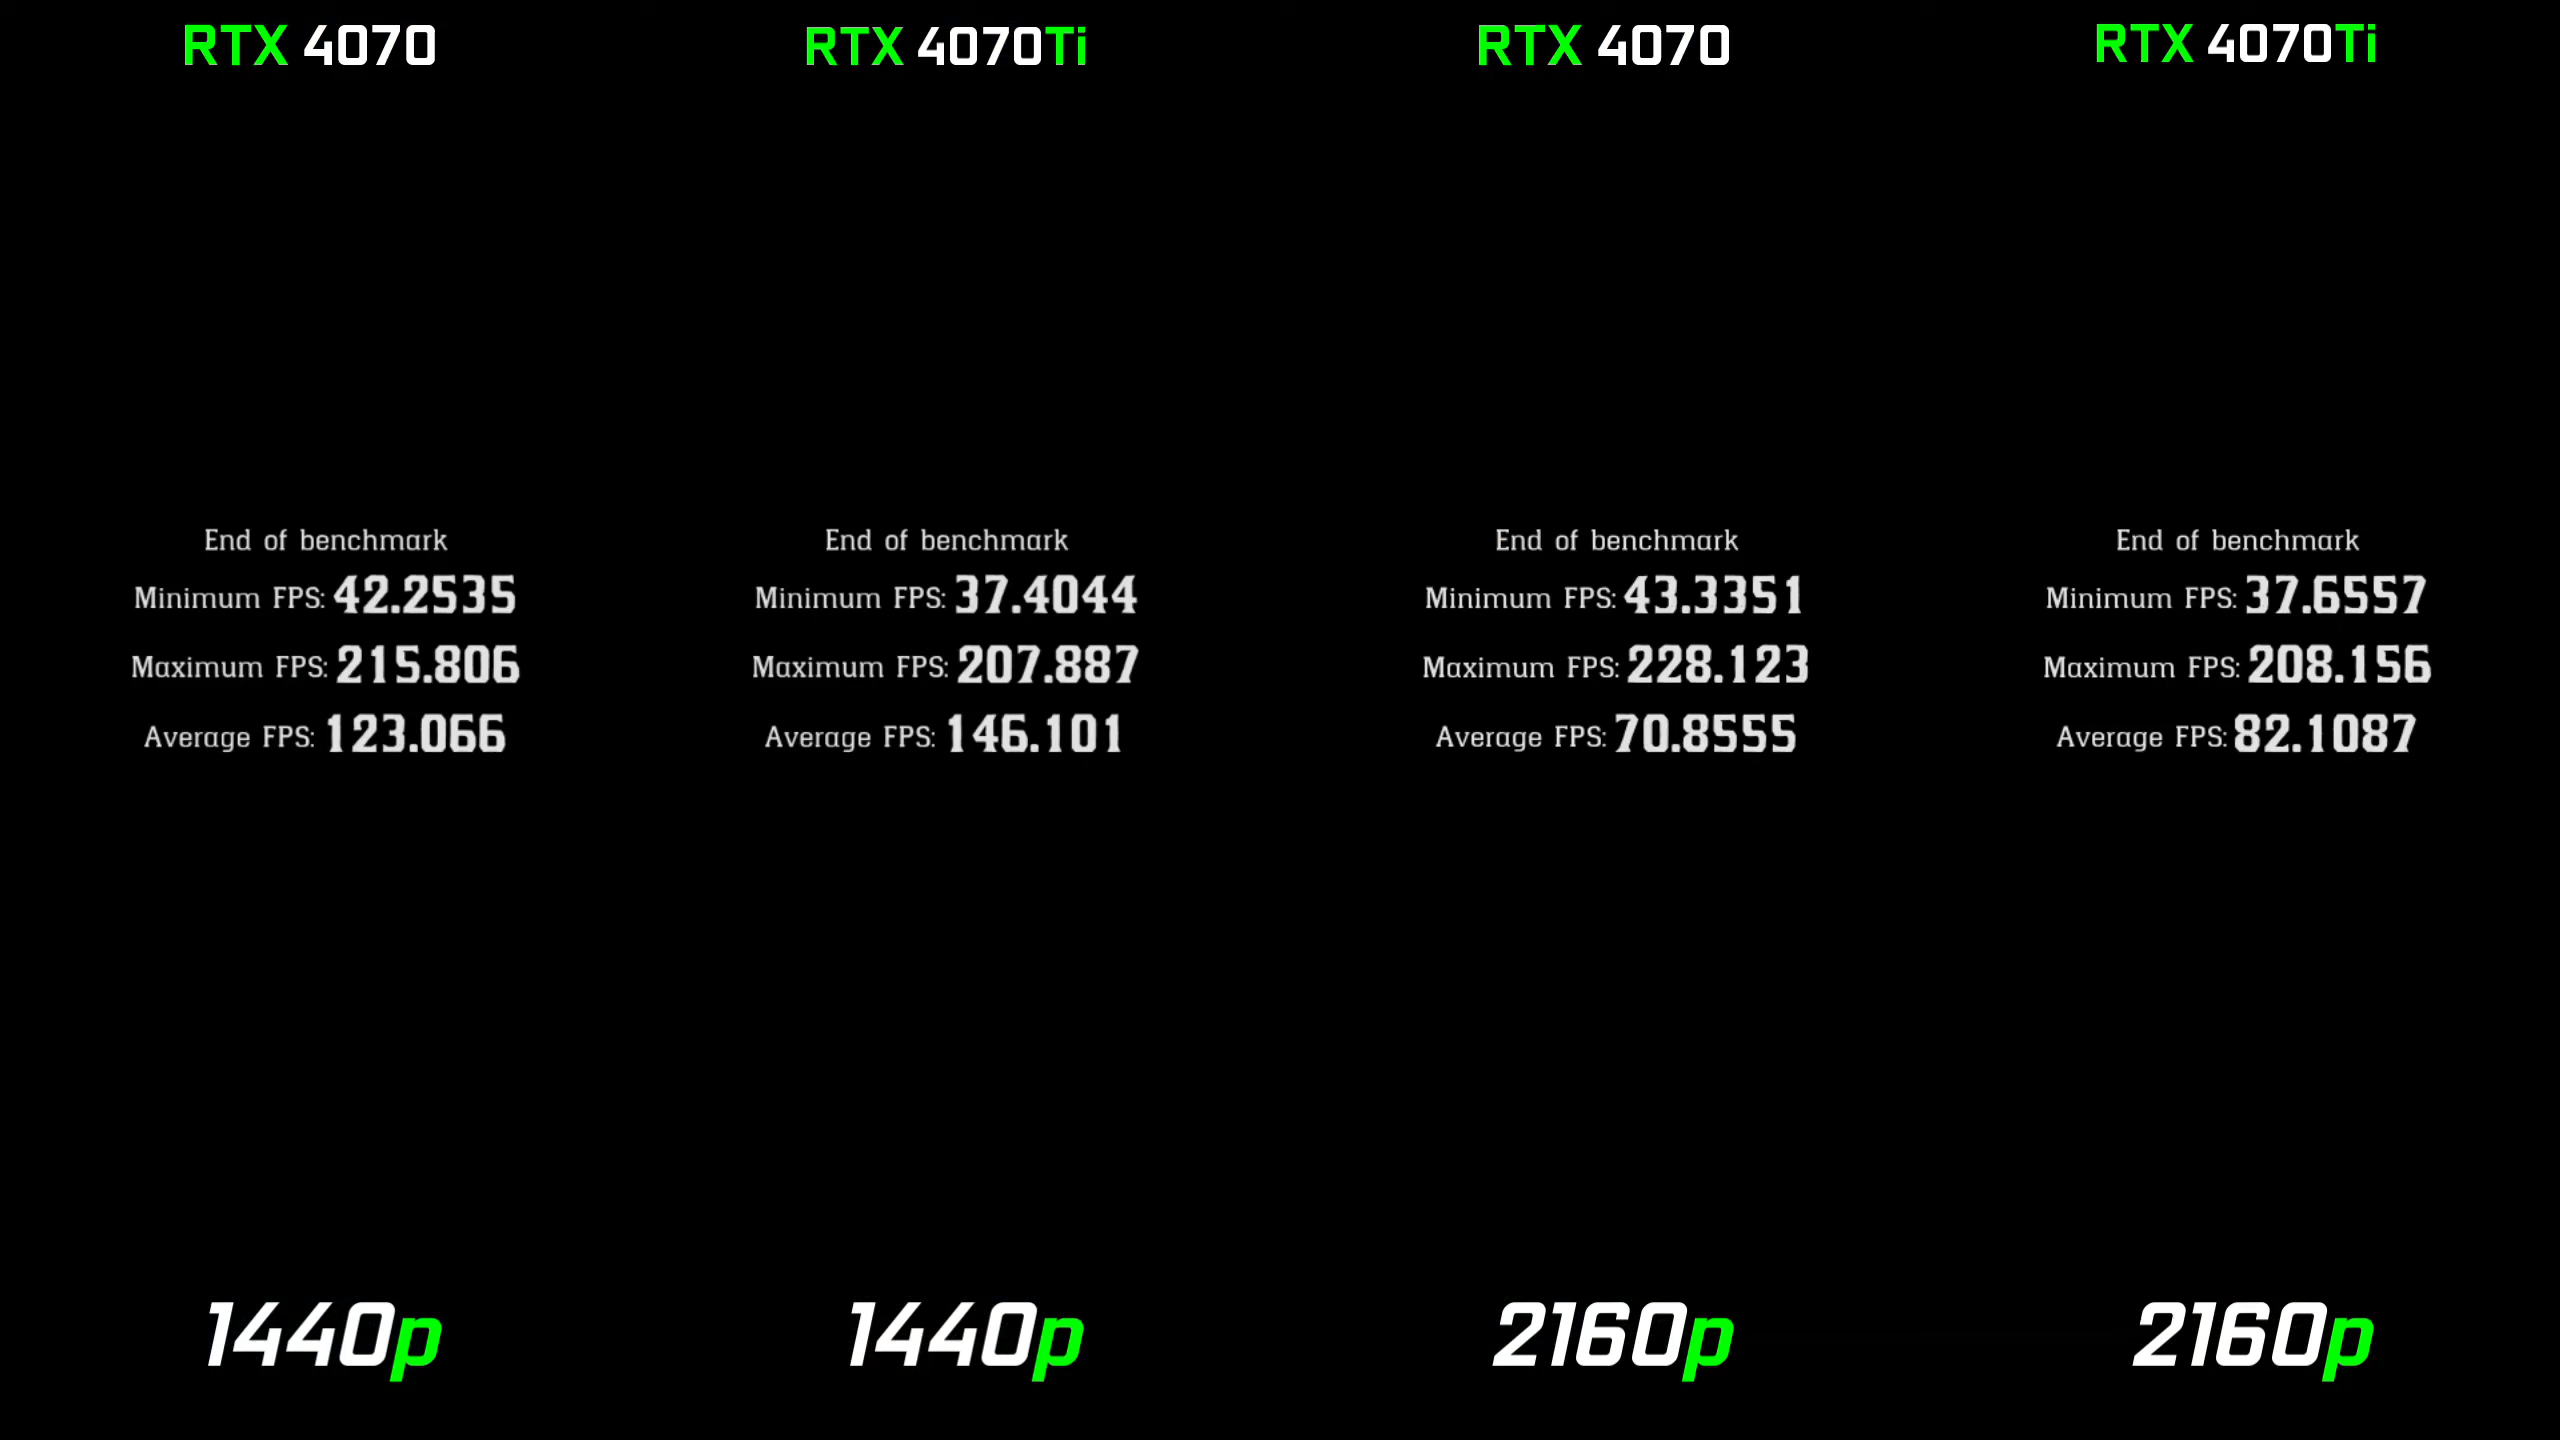 RTX 4070
RTX 4070Ti
RTX 4070
RTX 4070Ti
End of benchmark
Minimum FPS: 42.2535
Maximum FPS: 215.806
Average FPS: 123.066
End of benchmark
Minimum FPS: 37.4044
Maximum FPS: 207.887
Average FPS: 146.101
End of benchmark
Minimum FPS: 43.3351
Maximum FPS: 228.123
Average FPS: 70.8555
End of benchmark
Minimum FPS: 37.6557
Maximum FPS: 208.156
Average FPS: 82.1087
1440p
1440p
2160p
2160p